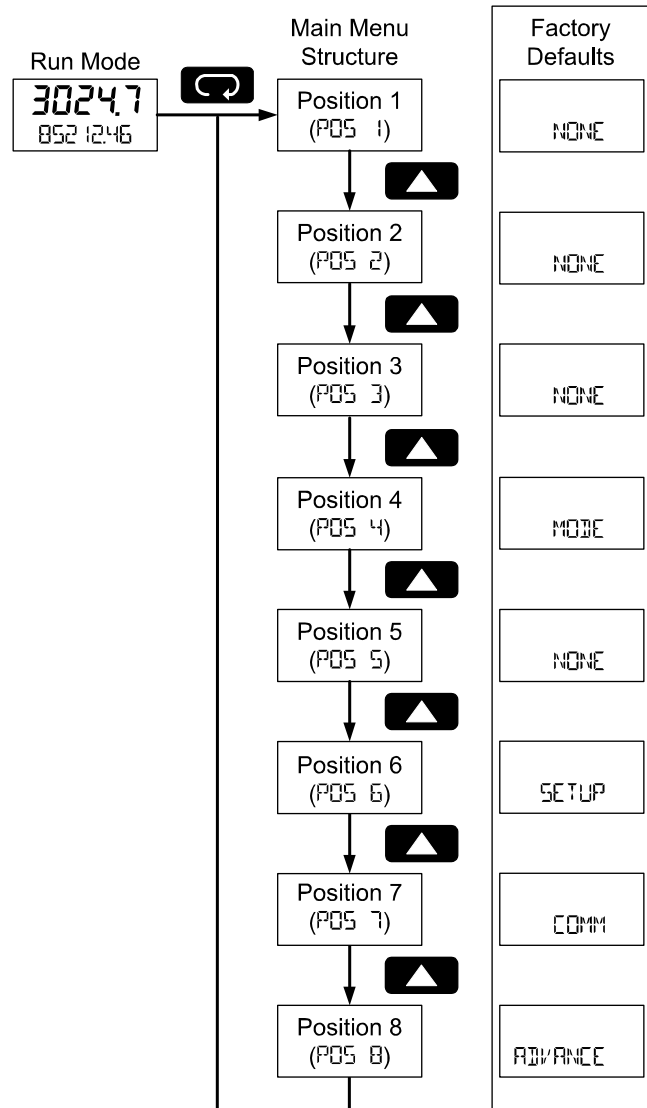 Main Menu
Structure
Factory
Defaults
Run Mode
3024.7
85212.46
Position 1
(POS 1)
NONE
Position 2
(POS 2)
NONE
Position 3
(POS 3)
NONE
Position 4
(POS 4)
MODE
Position 5
(POS 5)
NONE
Position 6
(POS 6)
SETUP
Position 7
(POS 7)
COMM
Position 8
(POS 8)
ADVANCE